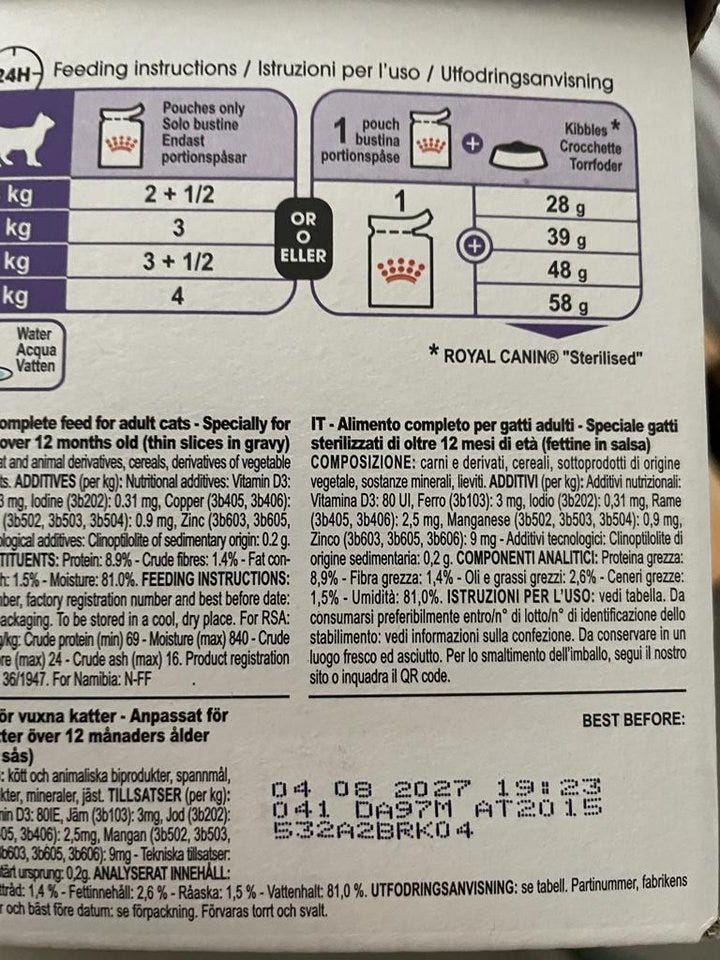 24H Feeding instructions / Istruzioni per l'uso / Utfodringsanvisning
Pouches only
Solo bustine
Endast
portionspåsar
1 pouch
bustina
portionspåse
+
Kibbles *
Crocchette
Torrfoder
kg 2 + 1/2
kg 3
kg 3 + 1/2
kg 4
OR
O
ELLER
1
+
28 g
39 g
48 g
58 g
Water
Acqua
Vatten
* ROYAL CANIN® "Sterilised"
omplete feed for adult cats - Specially for
over 12 months old (thin slices in gravy)
at and animal derivatives, cereals, derivatives of vegetable
ts. ADDITIVES (per kg): Nutritional additives: Vitamin D3:
3 mg, Iodine (3b202): 0.31 mg, Copper (3b405, 3b406):
(3b502, 3b503, 3b504): 0.9 mg, Zinc (3b603, 3b605,
ological additives: Clinoptilolite of sedimentary origin: 0.2 g.
TITUENTS: Protein: 8.9% - Crude fibres: 1.4% - Fat con-
h: 1.5% - Moisture: 81.0%. FEEDING INSTRUCTIONS:
ber, factory registration number and best before date:
ackaging. To be stored in a cool, dry place. For RSA:
g/kg: Crude protein (min) 69 - Moisture (max) 840 - Crude
re (max) 24 - Crude ash (max) 16. Product registration
36/1947. For Namibia: N-FF
IT - Alimento completo per gatti adulti - Speciale gatti
sterilizzati di oltre 12 mesi di età (fettine in salsa)
COMPOSIZIONE: carni e derivati, cereali, sottoprodotti di origine
vegetale, sostanze minerali, lieviti. ADDITIVI (per kg): Additivi nutrizionali:
Vitamina D3: 80 UI, Ferro (3b103): 3 mg, Iodio (3b202): 0,31 mg, Rame
(3b405, 3b406): 2,5 mg, Manganese (3b502, 3b503, 3b504): 0,9 mg,
Zinco (3b603, 3b605, 3b606): 9 mg - Additivi tecnologici: Clinoptilolite di
origine sedimentaria: 0,2 g. COMPONENTI ANALITICI: Proteina grezza:
8,9% - Fibra grezza: 1,4% - Oli e grassi grezzi: 2,6% - Ceneri grezze:
1,5% - Umidità: 81,0%. ISTRUZIONI PER L'USO: vedi tabella. Da
consumarsi preferibilmente entro/n° di lotto/n° di identificazione dello
stabilimento: vedi informazioni sulla confezione. Da conservare in un
luogo fresco ed asciutto. Per lo smaltimento dell'imballo, segui il nostro
sito o inquadra il QR code.
ör vuxna katter - Anpassat för
ter över 12 månaders ålder
sås)
: kött och animaliska biprodukter, spannmål,
kter, mineraler, jäst. TILLSATSER (per kg):
min D3: 80IE, Järn (3b103): 3mg, Jod (3b202):
05, 3b406): 2,5mg, Mangan (3b502, 3b503,
b603, 3b605, 3b606): 9mg - Tekniska tillsatser:
tärt ursprung: 0,2g. ANALYSERAT INNEHÅLL:
ttråd: 1,4 % - Fettinnehåll: 2,6 % - Råaska: 1,5 % - Vattenhalt: 81,0 %. UTFODRINGSANVISNING: se tabell. Partinummer, fabrikens
r och bäst före datum: se förpackning. Förvaras torrt och svalt.
BEST BEFORE:
04 08 2027 19:23
041 DA97M AT2015
532A2BRK04